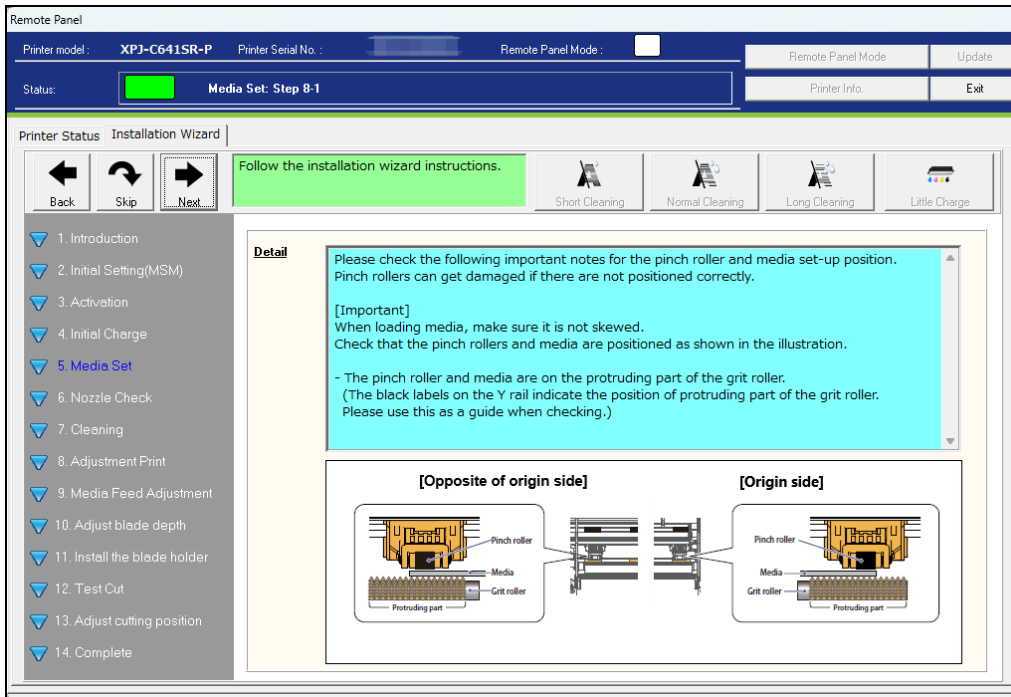 Remote Panel
Printer model : XPJ-C641SR-P Printer Serial No. : Remote Panel Mode :
Remote Panel Mode Update
Status: Media Set: Step 8-1
Printer Info. Exit
Printer Status Installation Wizard
Follow the installation wizard instructions.
Back Skip Next
Short Cleaning Normal Cleaning Long Cleaning Little Charge
1. Introduction
2. Initial Setting(MSM)
3. Activation
4. Initial Charge
5. Media Set
6. Nozzle Check
7. Cleaning
8. Adjustment Print
9. Media Feed Adjustment
10. Adjust blade depth
11. Install the blade holder
12. Test Cut
13. Adjust cutting position
14. Complete
Detail
Please check the following important notes for the pinch roller and media set-up position.
Pinch rollers can get damaged if there are not positioned correctly.
[Important]
When loading media, make sure it is not skewed.
Check that the pinch rollers and media are positioned as shown in the illustration.
- The pinch roller and media are on the protruding part of the grit roller.
(The black labels on the Y rail indicate the position of protruding part of the grit roller.
Please use this as a guide when checking.)
[Opposite of origin side] [Origin side]
Pinch roller
Media
Grit roller
Protruding part
Pinch roller
Media
Grit roller
Protruding part